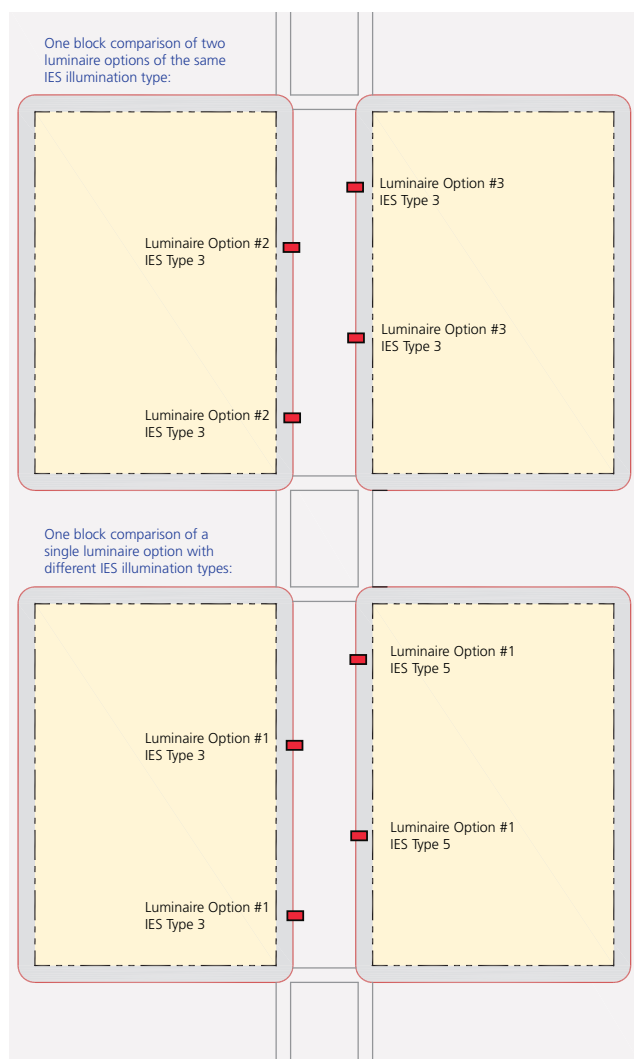 One block comparison of two
luminaire options of the same
IES illumination type:
Luminaire Option #3
IES Type 3
Luminaire Option #2
IES Type 3
Luminaire Option #3
IES Type 3
Luminaire Option #2
IES Type 3
One block comparison of a
single luminaire option with
different IES illumination types:
Luminaire Option #1
IES Type 5
Luminaire Option #1
IES Type 3
Luminaire Option #1
IES Type 5
Luminaire Option #1
IES Type 3